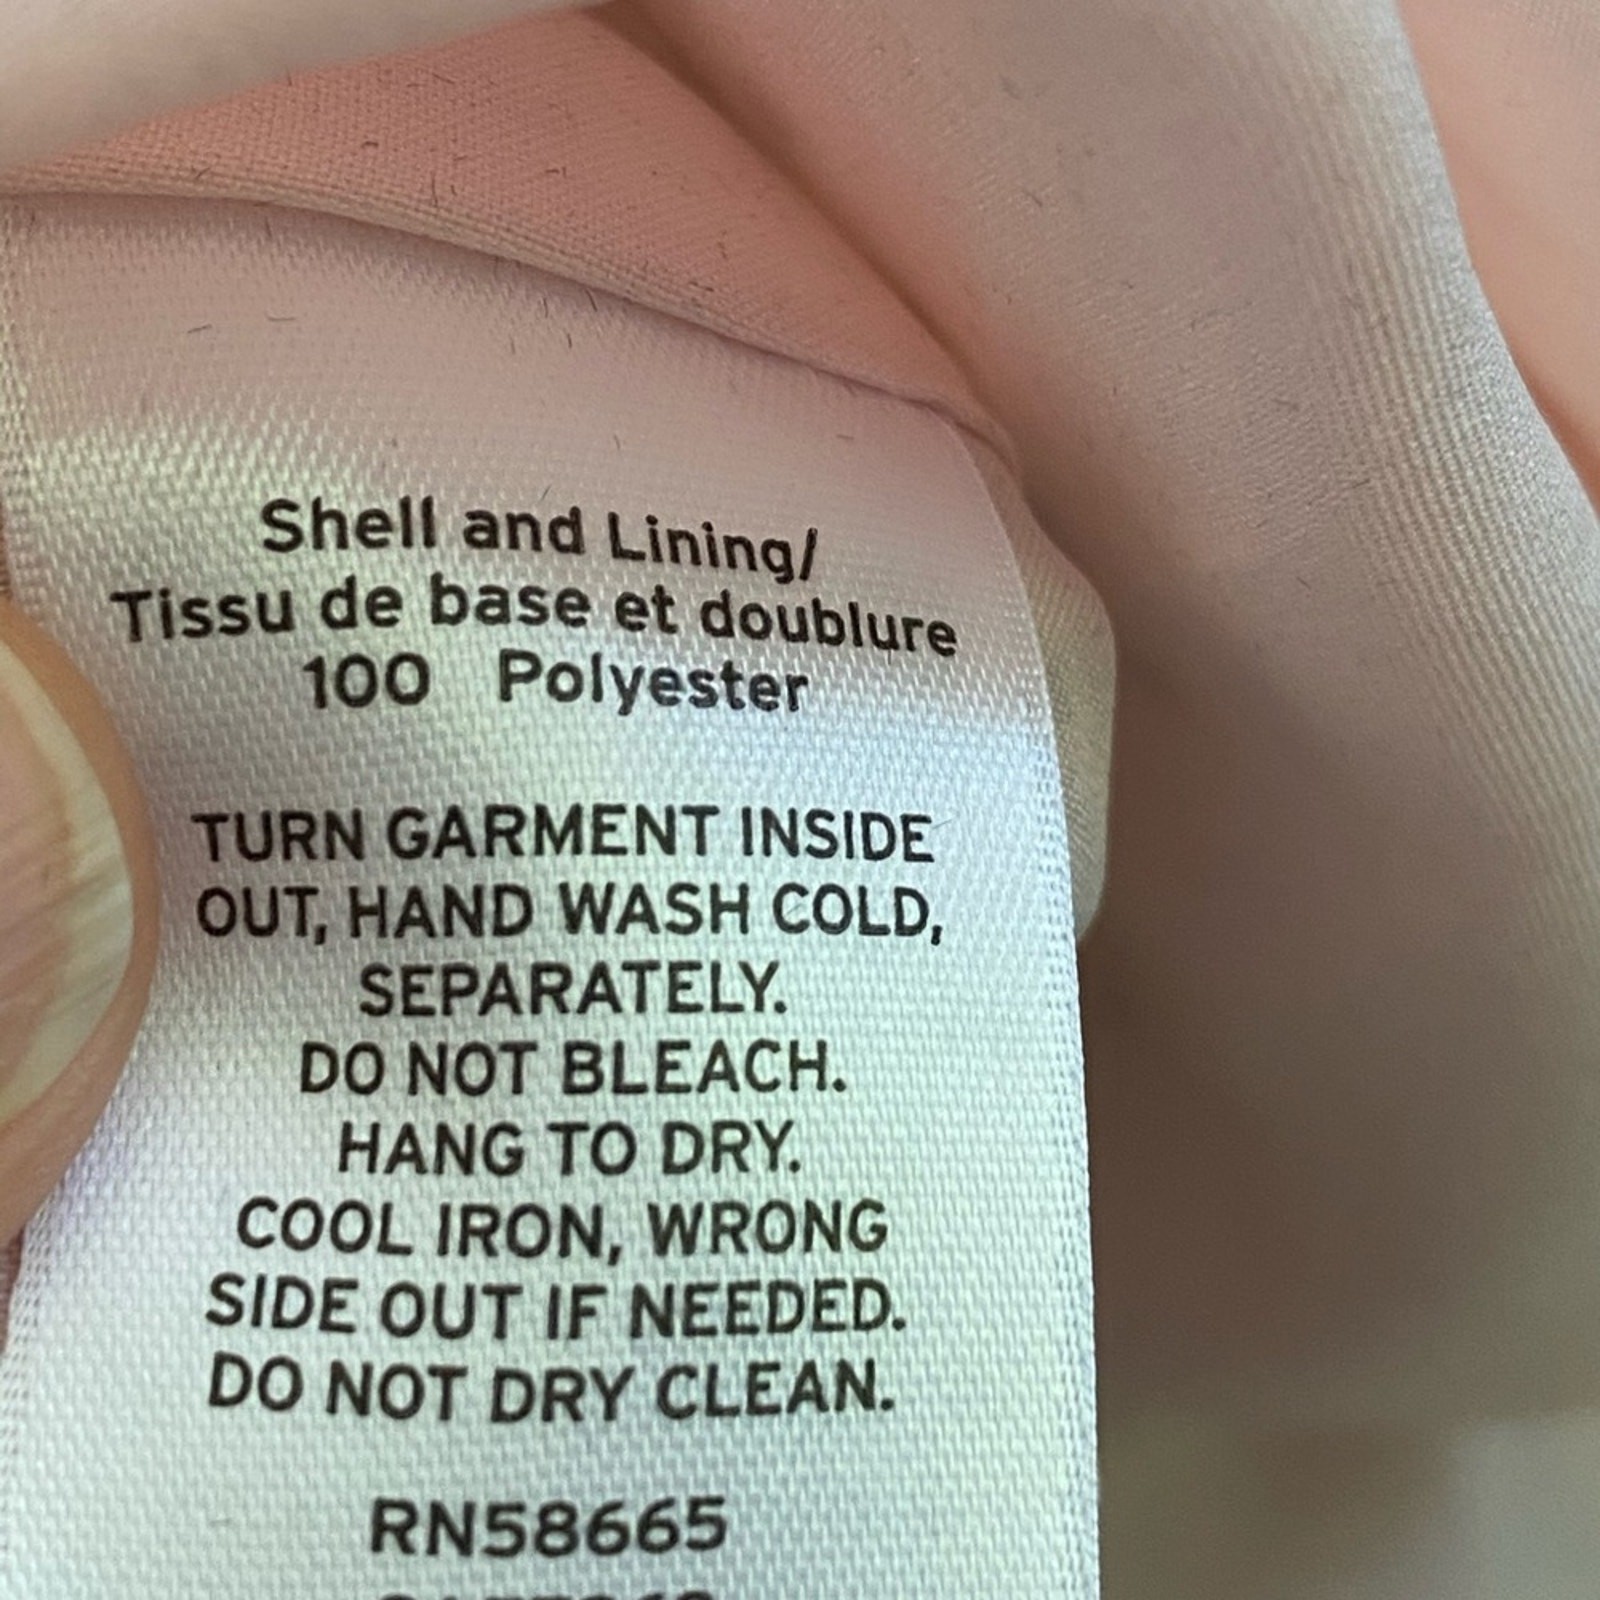 Shell and Lining/
Tissu de base et doublure
100 Polyester
TURN GARMENT INSIDE
OUT, HAND WASH COLD,
SEPARATELY.
DO NOT BLEACH.
HANG TO DRY.
COOL IRON, WRONG
SIDE OUT IF NEEDED.
DO NOT DRY CLEAN.
RN58665